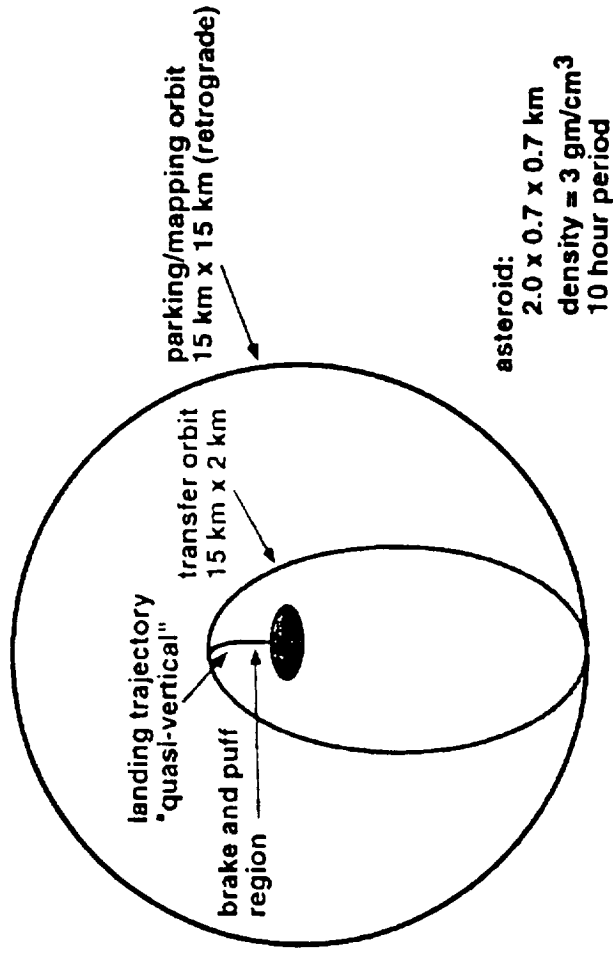 landing trajectory
"quasi-vertical"
brake and puff
region
transfer orbit
15 km x 2 km
parking/mapping orbit
15 km x 15 km (retrograde)
asteroid:
2.0 x 0.7 x 0.7 km
density = 3 gm/cm³
10 hour period